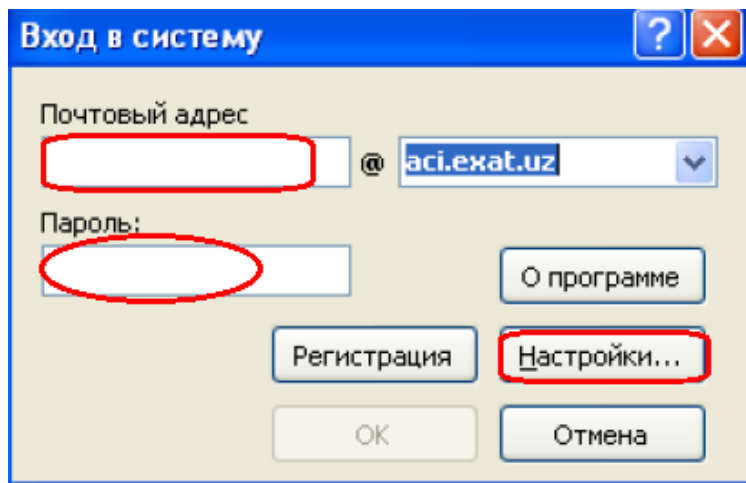 Вход в систему
Почтовый адрес
@ aci.exat.uz
Пароль:
О программе
Регистрация Настройки...
OK Отмена